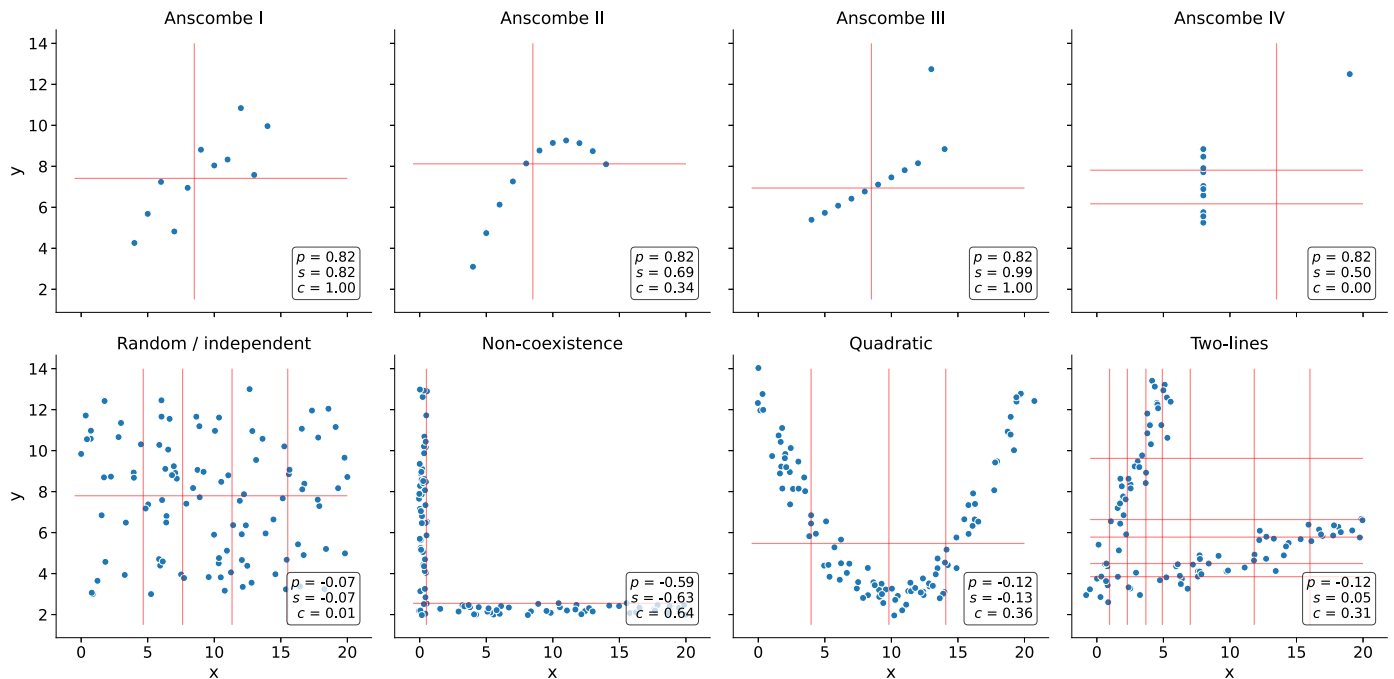 Anscombe I
Anscombe II
Anscombe III
Anscombe IV
14
12
10
8
6
4
2
y
p = 0.82
s = 0.82
c = 1.00
p = 0.82
s = 0.69
c = 0.34
p = 0.82
s = 0.99
c = 1.00
p = 0.82
s = 0.50
c = 0.00
Random / independent
Non-coexistence
Quadratic
Two-lines
14
12
10
8
6
4
2
y
p = -0.07
s = -0.07
c = 0.01
p = -0.59
s = -0.63
c = 0.64
p = -0.12
s = -0.13
c = 0.36
p = -0.12
s = 0.05
c = 0.31
0 5 10 15 20
0 5 10 15 20
0 5 10 15 20
0 5 10 15 20
x
x
x
x